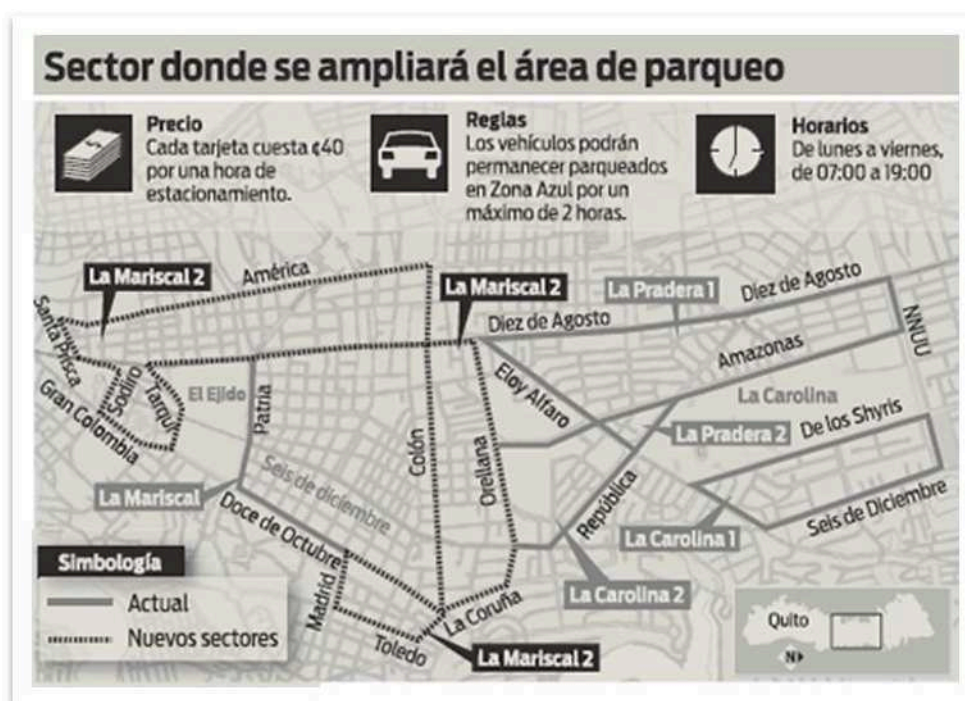 Sector donde se ampliará el área de parqueo
Precio
Cada tarjeta cuesta ¢40
por una hora de
estacionamiento.
Reglas
Los vehículos podrán
permanecer parqueados
en Zona Azul por un
máximo de 2 horas.
Horarios
De lunes a viernes,
de 07:00 a 19:00
La Mariscal 2
América
La Mariscal 2
La Pradera 1
Diez de Agosto
Diez de Agosto
NNUU
Santa Prisca
Amazonas
Sodiro
Tarqui
El Ejido
Patria
Eloy Alfaro
La Carolina
Gran Colombia
De los Shyris
La Pradera 2
Colón
Orellana
Seis de diciembre
República
La Mariscal
Doce de Octubre
Seis de Diciembre
La Carolina 1
Simbología
Actual
Nuevos sectores
Madrid
La Coruña
La Carolina 2
Toledo
La Mariscal 2
Quito
N